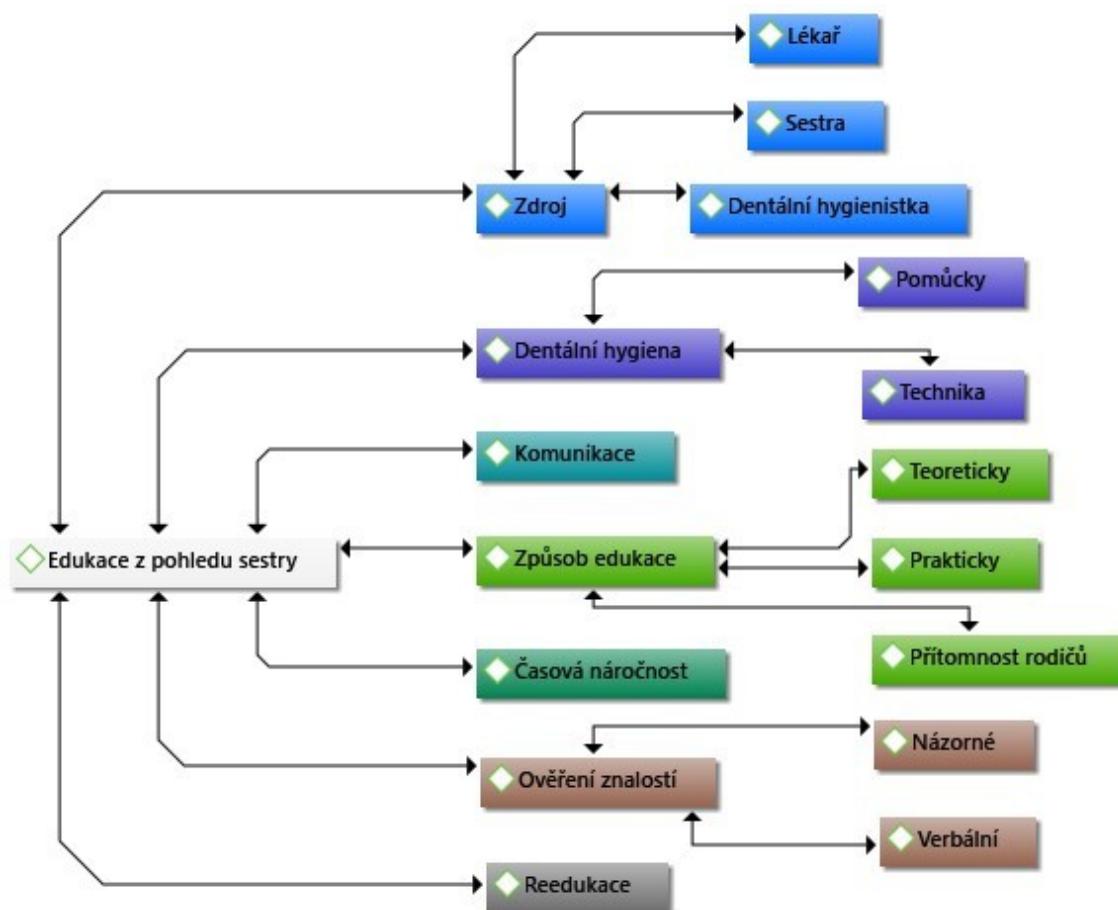 Lékař
Sestra
Zdroj
Dentální hygienistka
Pomůcky
Dentální hygiena
Technika
Komunikace
Teoreticky
Edukace z pohledu sestry
Způsob edukace
Prakticky
Přítomnost rodičů
Časová náročnost
Názorné
Ověření znalostí
Verbální
Reedukace